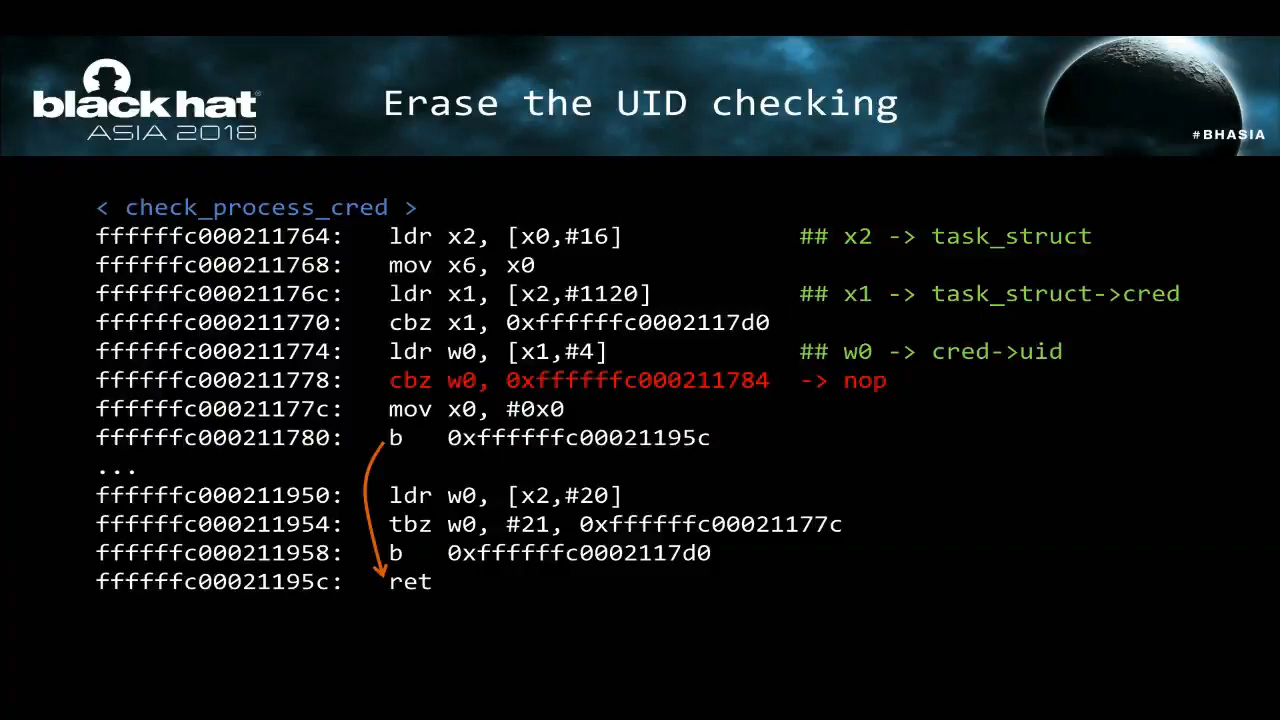 black hat
ASIA 2018
Erase the UID checking
#BHASIA
< check_process_cred >
ffffffc000211764: ldr x2, [x0,#16] ## x2 -> task_struct
ffffffc000211768: mov x6, x0
ffffffc00021176c: ldr x1, [x2,#1120] ## x1 -> task_struct->cred
ffffffc000211770: cbz x1, 0xffffffc0002117d0
ffffffc000211774: ldr w0, [x1,#4] ## w0 -> cred->uid
ffffffc000211778: cbz w0, 0xffffffc000211784 -> nop
ffffffc00021177c: mov x0, #0x0
ffffffc000211780: b 0xffffffc00021195c
...
ffffffc000211950: ldr w0, [x2,#20]
ffffffc000211954: tbz w0, #21, 0xffffffc00021177c
ffffffc000211958: b 0xffffffc0002117d0
ffffffc00021195c: ret